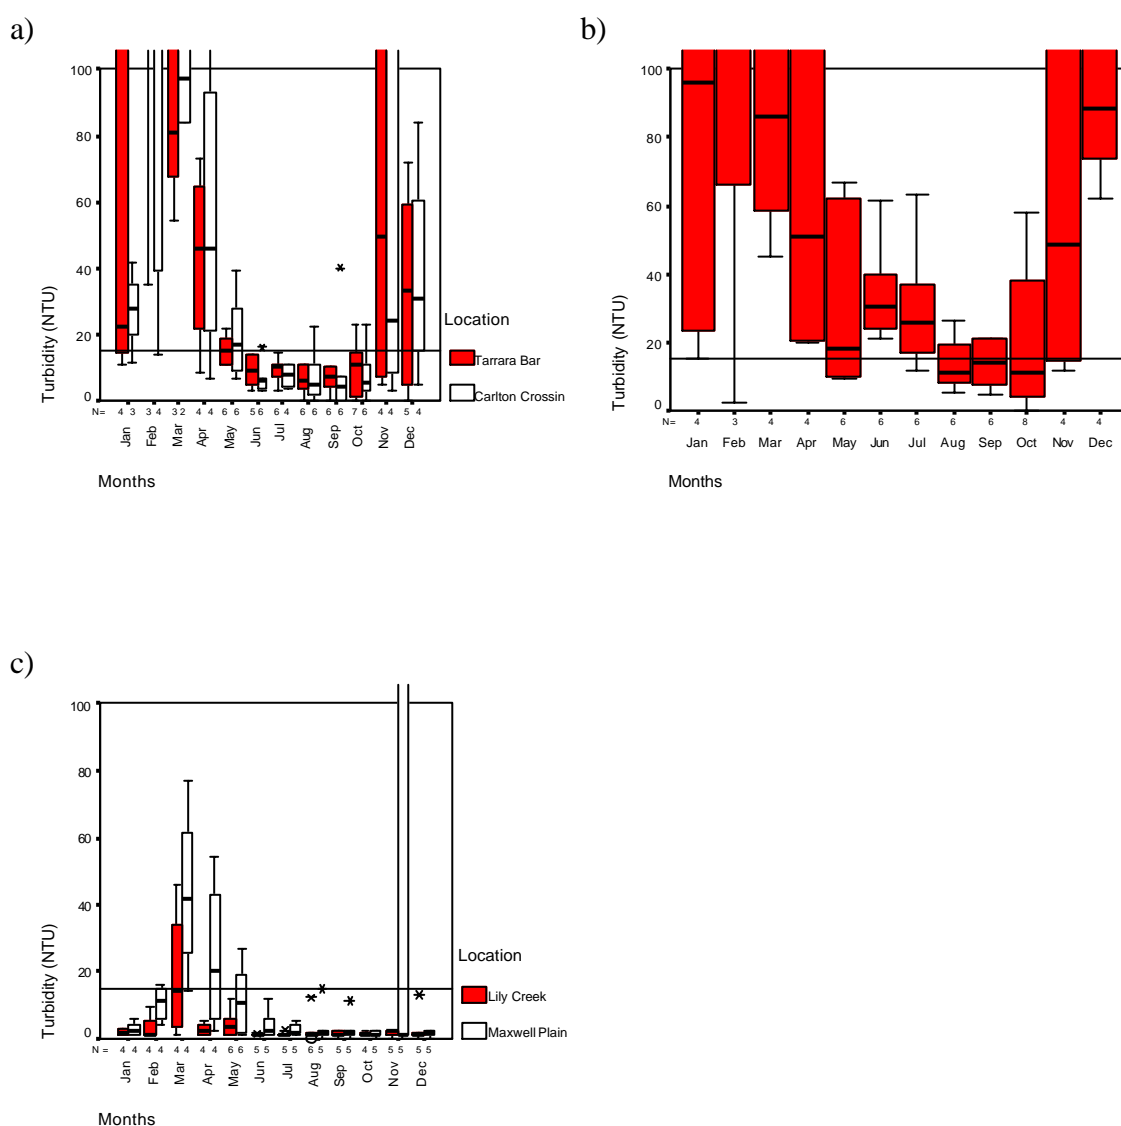 a)
100
80
60
40
20
0
Turbidity (NTU)
N= 4 3 3 4 3 2 4 4 6 6 5 6 6 4 6 6 6 6 7 6 4 4 5 4
Jan Feb Mar Apr May Jun Jul Aug Sep Oct Nov Dec
Months
Location
Tarrara Bar
Carlton Crossin
b)
100
80
60
40
20
0
Turbidity (NTU)
N= 4 3 4 4 6 6 6 6 6 8 4 4
Jan Feb Mar Apr May Jun Jul Aug Sep Oct Nov Dec
Months
c)
100
80
60
40
20
0
Turbidity (NTU)
N = 4 4 4 4 4 4 4 4 6 6 5 5 5 5 6 5 5 5 4 5 5 5 5 5
Jan Feb Mar Apr May Jun Jul Aug Sep Oct Nov Dec
Months
Location
Lily Creek
Maxwell Plain